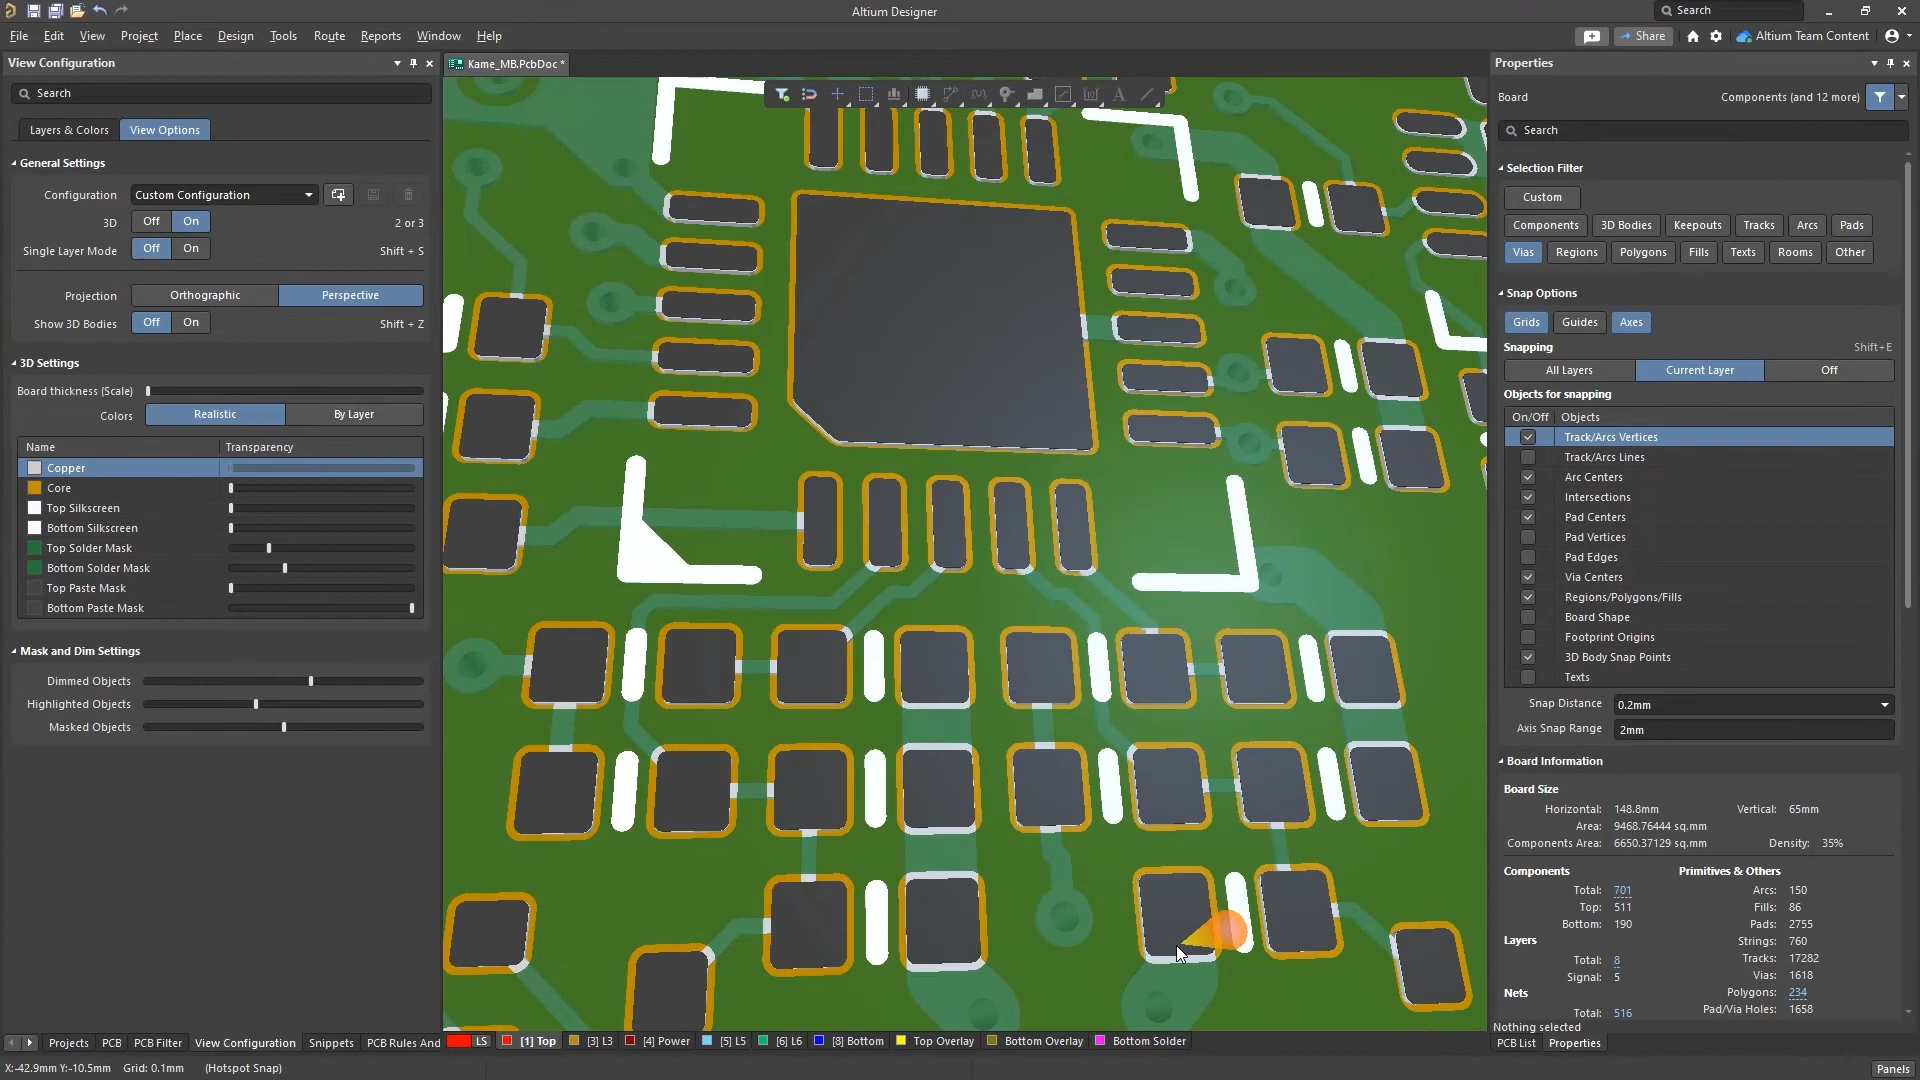 Altium Designer
Search
File Edit View Project Place Design Tools Route Reports Window Help
Share
Altium Team Content
View Configuration
Search
Layers & Colors View Options
General Settings
Configuration Custom Configuration
3D Off On 2 or 3
Single Layer Mode Off On Shift + S
Projection Orthographic Perspective
Show 3D Bodies Off On Shift + Z
3D Settings
Board thickness (Scale)
Colors Realistic By Layer
Name Transparency
Copper
Core
Top Silkscreen
Bottom Silkscreen
Top Solder Mask
Bottom Solder Mask
Top Paste Mask
Bottom Paste Mask
Mask and Dim Settings
Dimmed Objects
Highlighted Objects
Masked Objects
Projects PCB PCB Filter View Configuration Snippets PCB Rules And
Kame_MB.PcbDoc *
A
LS [1] Top [3] L3 [4] Power [5] L5 [6] L6 [8] Bottom Top Overlay Bottom Overlay Bottom Solder
Properties
Board Components (and 12 more)
Search
Selection Filter
Custom
Components 3D Bodies Keepouts Tracks Arcs Pads
Vias Regions Polygons Fills Texts Rooms Other
Snap Options
Grids Guides Axes
Snapping Shift+E
All Layers Current Layer Off
Objects for snapping
On/Off Objects
Track/Arcs Vertices
Track/Arcs Lines
Arc Centers
Intersections
Pad Centers
Pad Vertices
Pad Edges
Via Centers
Regions/Polygons/Fills
Board Shape
Footprint Origins
3D Body Snap Points
Texts
Snap Distance 0.2mm
Axis Snap Range 2mm
Board Information
Board Size
Horizontal: 148.8mm Vertical: 65mm
Area: 9468.76444 sq.mm
Components Area: 6650.37129 sq.mm Density: 35%
Components Primitives & Others
Total: 701 Arcs: 150
Top: 511 Fills: 86
Bottom: 190 Pads: 2755
Layers Strings: 760
Total: 8 Tracks: 17282
Signal: 5 Vias: 1618
Nets Polygons: 234
Total: 516 Pad/Via Holes: 1658
Nothing selected
PCB List Properties
X:-42.9mm Y:-10.5mm Grid: 0.1mm (Hotspot Snap)
Panels